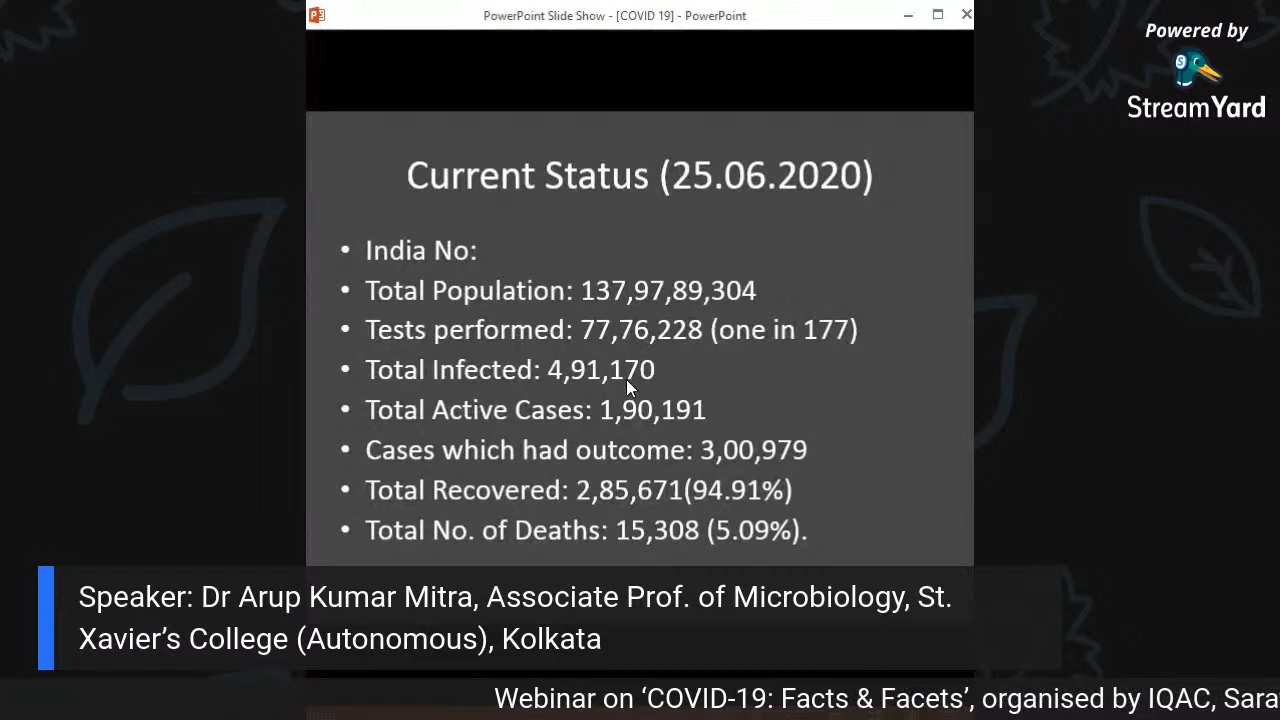 PowerPoint Slide Show - [COVID 19] - PowerPoint
Powered by
StreamYard
Current Status (25.06.2020)
• India No:
• Total Population: 137,97,89,304
• Tests performed: 77,76,228 (one in 177)
• Total Infected: 4,91,170
• Total Active Cases: 1,90,191
• Cases which had outcome: 3,00,979
• Total Recovered: 2,85,671(94.91%)
• Total No. of Deaths: 15,308 (5.09%).
Speaker: Dr Arup Kumar Mitra, Associate Prof. of Microbiology, St.
Xavier’s College (Autonomous), Kolkata
Webinar on ‘COVID-19: Facts & Facets’, organised by IQAC, Sara